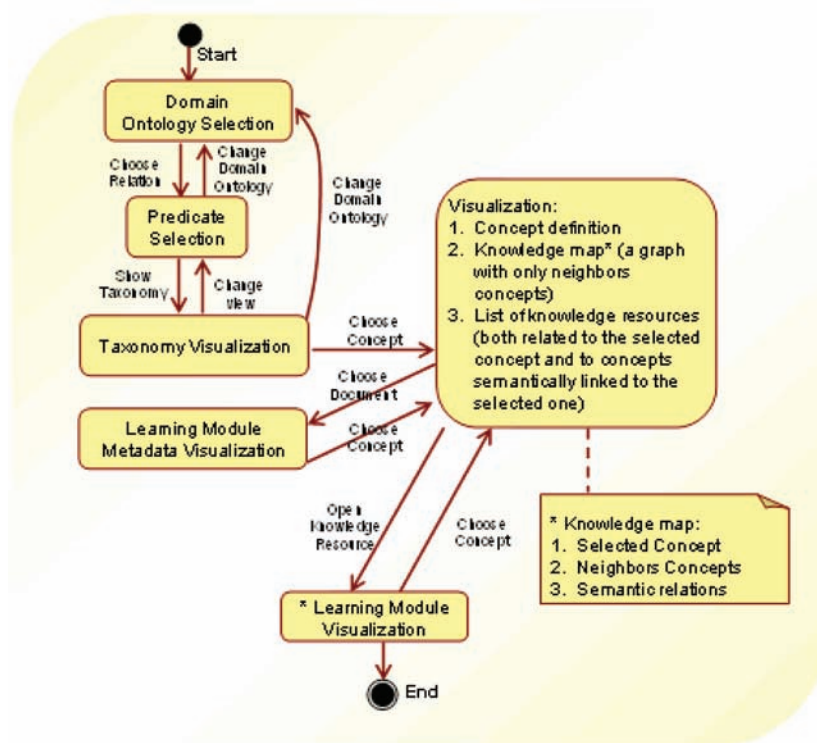 Start
Domain
Ontology Selection
Choose
Relation
Change
Domain
Ontology
Change
Domain
Ontology
Predicate
Selection
Show
Taxonomy
Change
view
Taxonomy Visualization
Choose
Concept
Visualization:
1. Concept definition
2. Knowledge map* (a graph
with only neighbors
concepts)
3. List of knowledge resources
(both related to the selected
concept and to concepts
semantically linked to the
selected one)
Choose
Document
Learning Module
Metadata Visualization
Choose
Concept
Open
Knowledge
Resource
Choose
Concept
* Knowledge map:
1. Selected Concept
2. Neighbors Concepts
3. Semantic relations
* Learning Module
Visualization
End